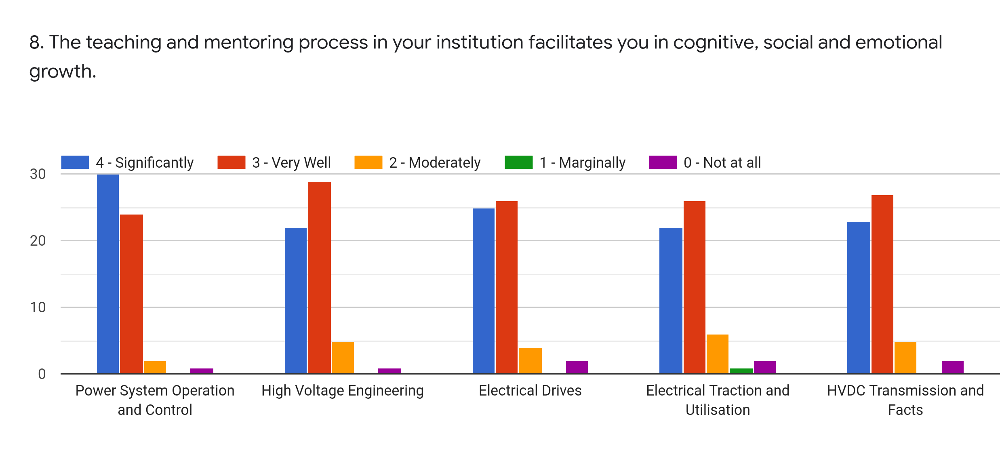 8. The teaching and mentoring process in your institution facilitates you in cognitive, social and emotional
growth.
4 - Significantly 3 - Very Well 2 - Moderately 1 - Marginally 0 - Not at all
30
20
10
0
Power System Operation
and Control
High Voltage Engineering
Electrical Drives
Electrical Traction and
Utilisation
HVDC Transmission and
Facts